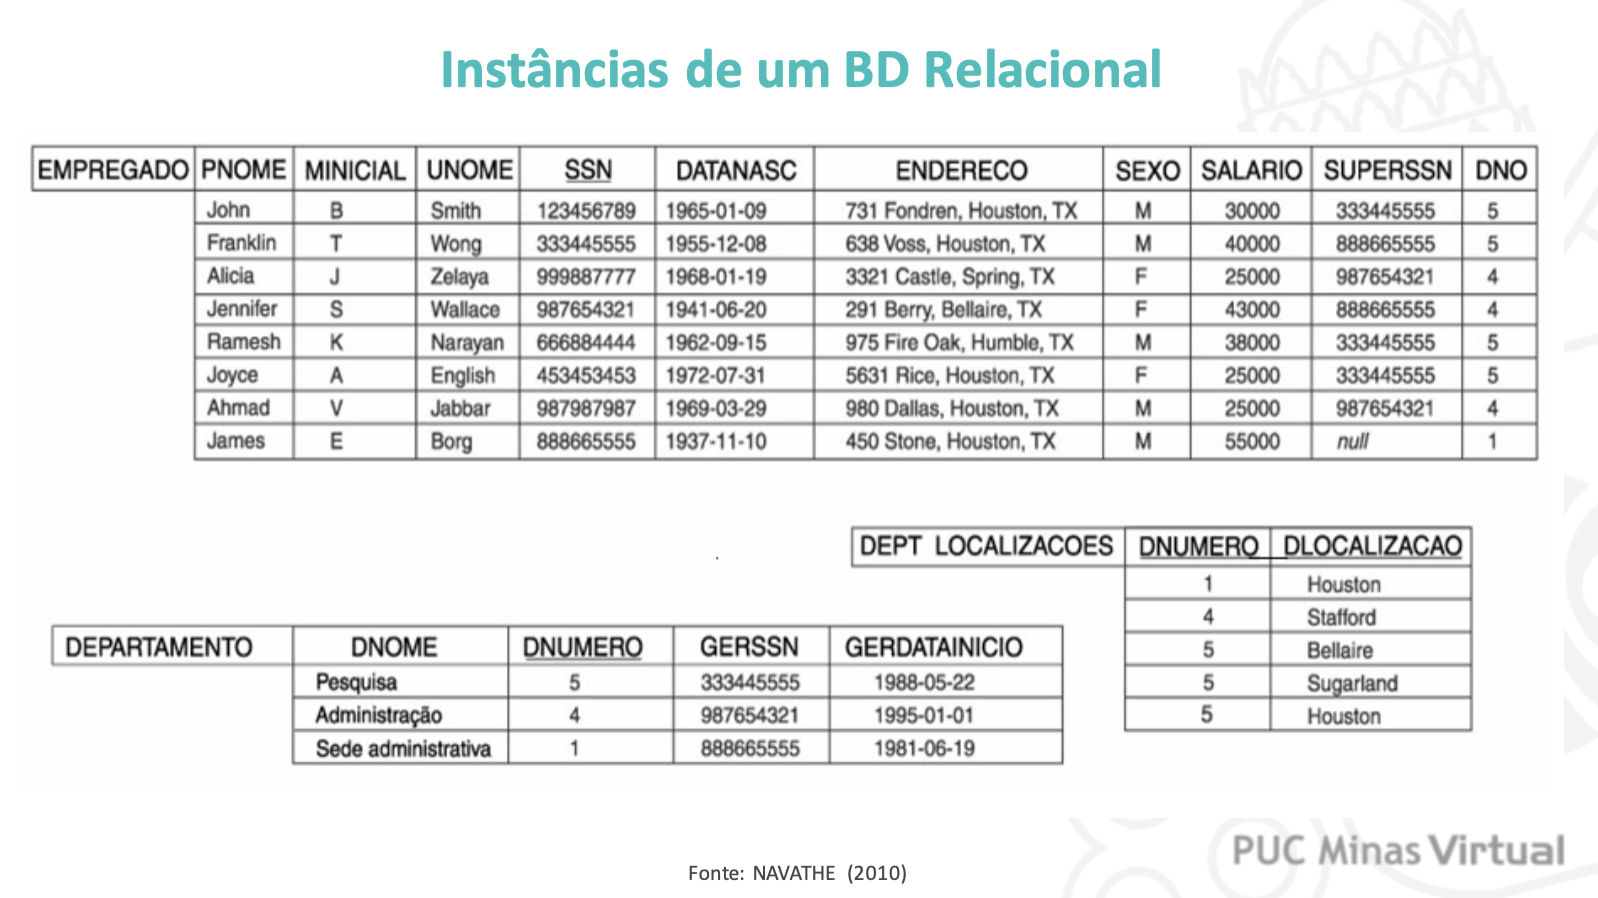 Instâncias de um BD Relacional
EMPREGADO PNOME MINICIAL UNOME SSN DATANASC ENDERECO SEXO SALARIO SUPERSSN DNO
John B Smith 123456789 1965-01-09 731 Fondren, Houston, TX M 30000 333445555 5
Franklin T Wong 333445555 1955-12-08 638 Voss, Houston, TX M 40000 888665555 5
Alicia J Zelaya 999887777 1968-01-19 3321 Castle, Spring, TX F 25000 987654321 4
Jennifer S Wallace 987654321 1941-06-20 291 Berry, Bellaire, TX F 43000 888665555 4
Ramesh K Narayan 666884444 1962-09-15 975 Fire Oak, Humble, TX M 38000 333445555 5
Joyce A English 453453453 1972-07-31 5631 Rice, Houston, TX F 25000 333445555 5
Ahmad V Jabbar 987987987 1969-03-29 980 Dallas, Houston, TX M 25000 987654321 4
James E Borg 888665555 1937-11-10 450 Stone, Houston, TX M 55000 null 1
DEPT LOCALIZACOES DNUMERO DLOCALIZACAO
1 Houston
4 Stafford
5 Bellaire
5 Sugarland
5 Houston
DEPARTAMENTO DNOME DNUMERO GERSSN GERDATAINICIO
Pesquisa 5 333445555 1988-05-22
Administração 4 987654321 1995-01-01
Sede administrativa 1 888665555 1981-06-19
PUC Minas Virtual
Fonte: NAVATHE (2010)